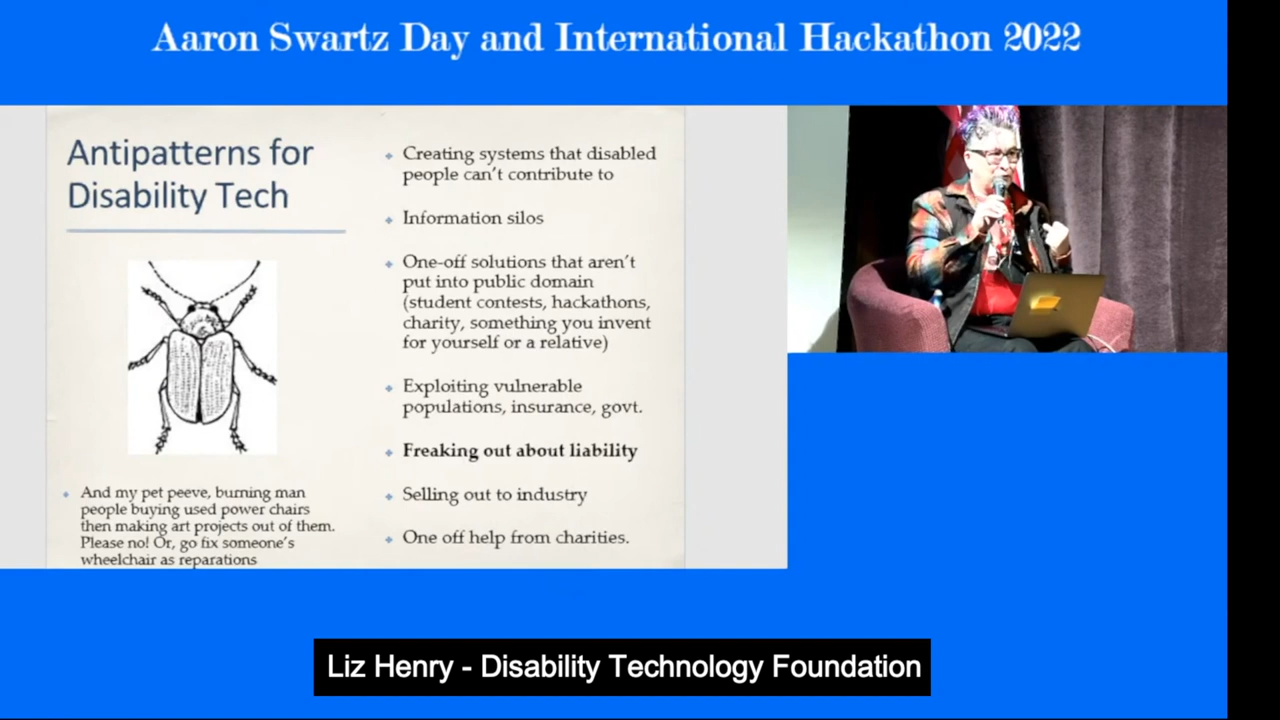 Aaron Swartz Day and International Hackathon 2022
Antipatterns for
Disability Tech
And my pet peeve, burning man
people buying used power chairs
then making art projects out of them.
Please no! Or, go fix someone's
wheelchair as reparations
Creating systems that disabled
people can't contribute to
Information silos
One-off solutions that aren't
put into public domain
(student contests, hackathons,
charity, something you invent
for yourself or a relative)
Exploiting vulnerable
populations, insurance, govt.
Freaking out about liability
Selling out to industry
One off help from charities.
Liz Henry - Disability Technology Foundation